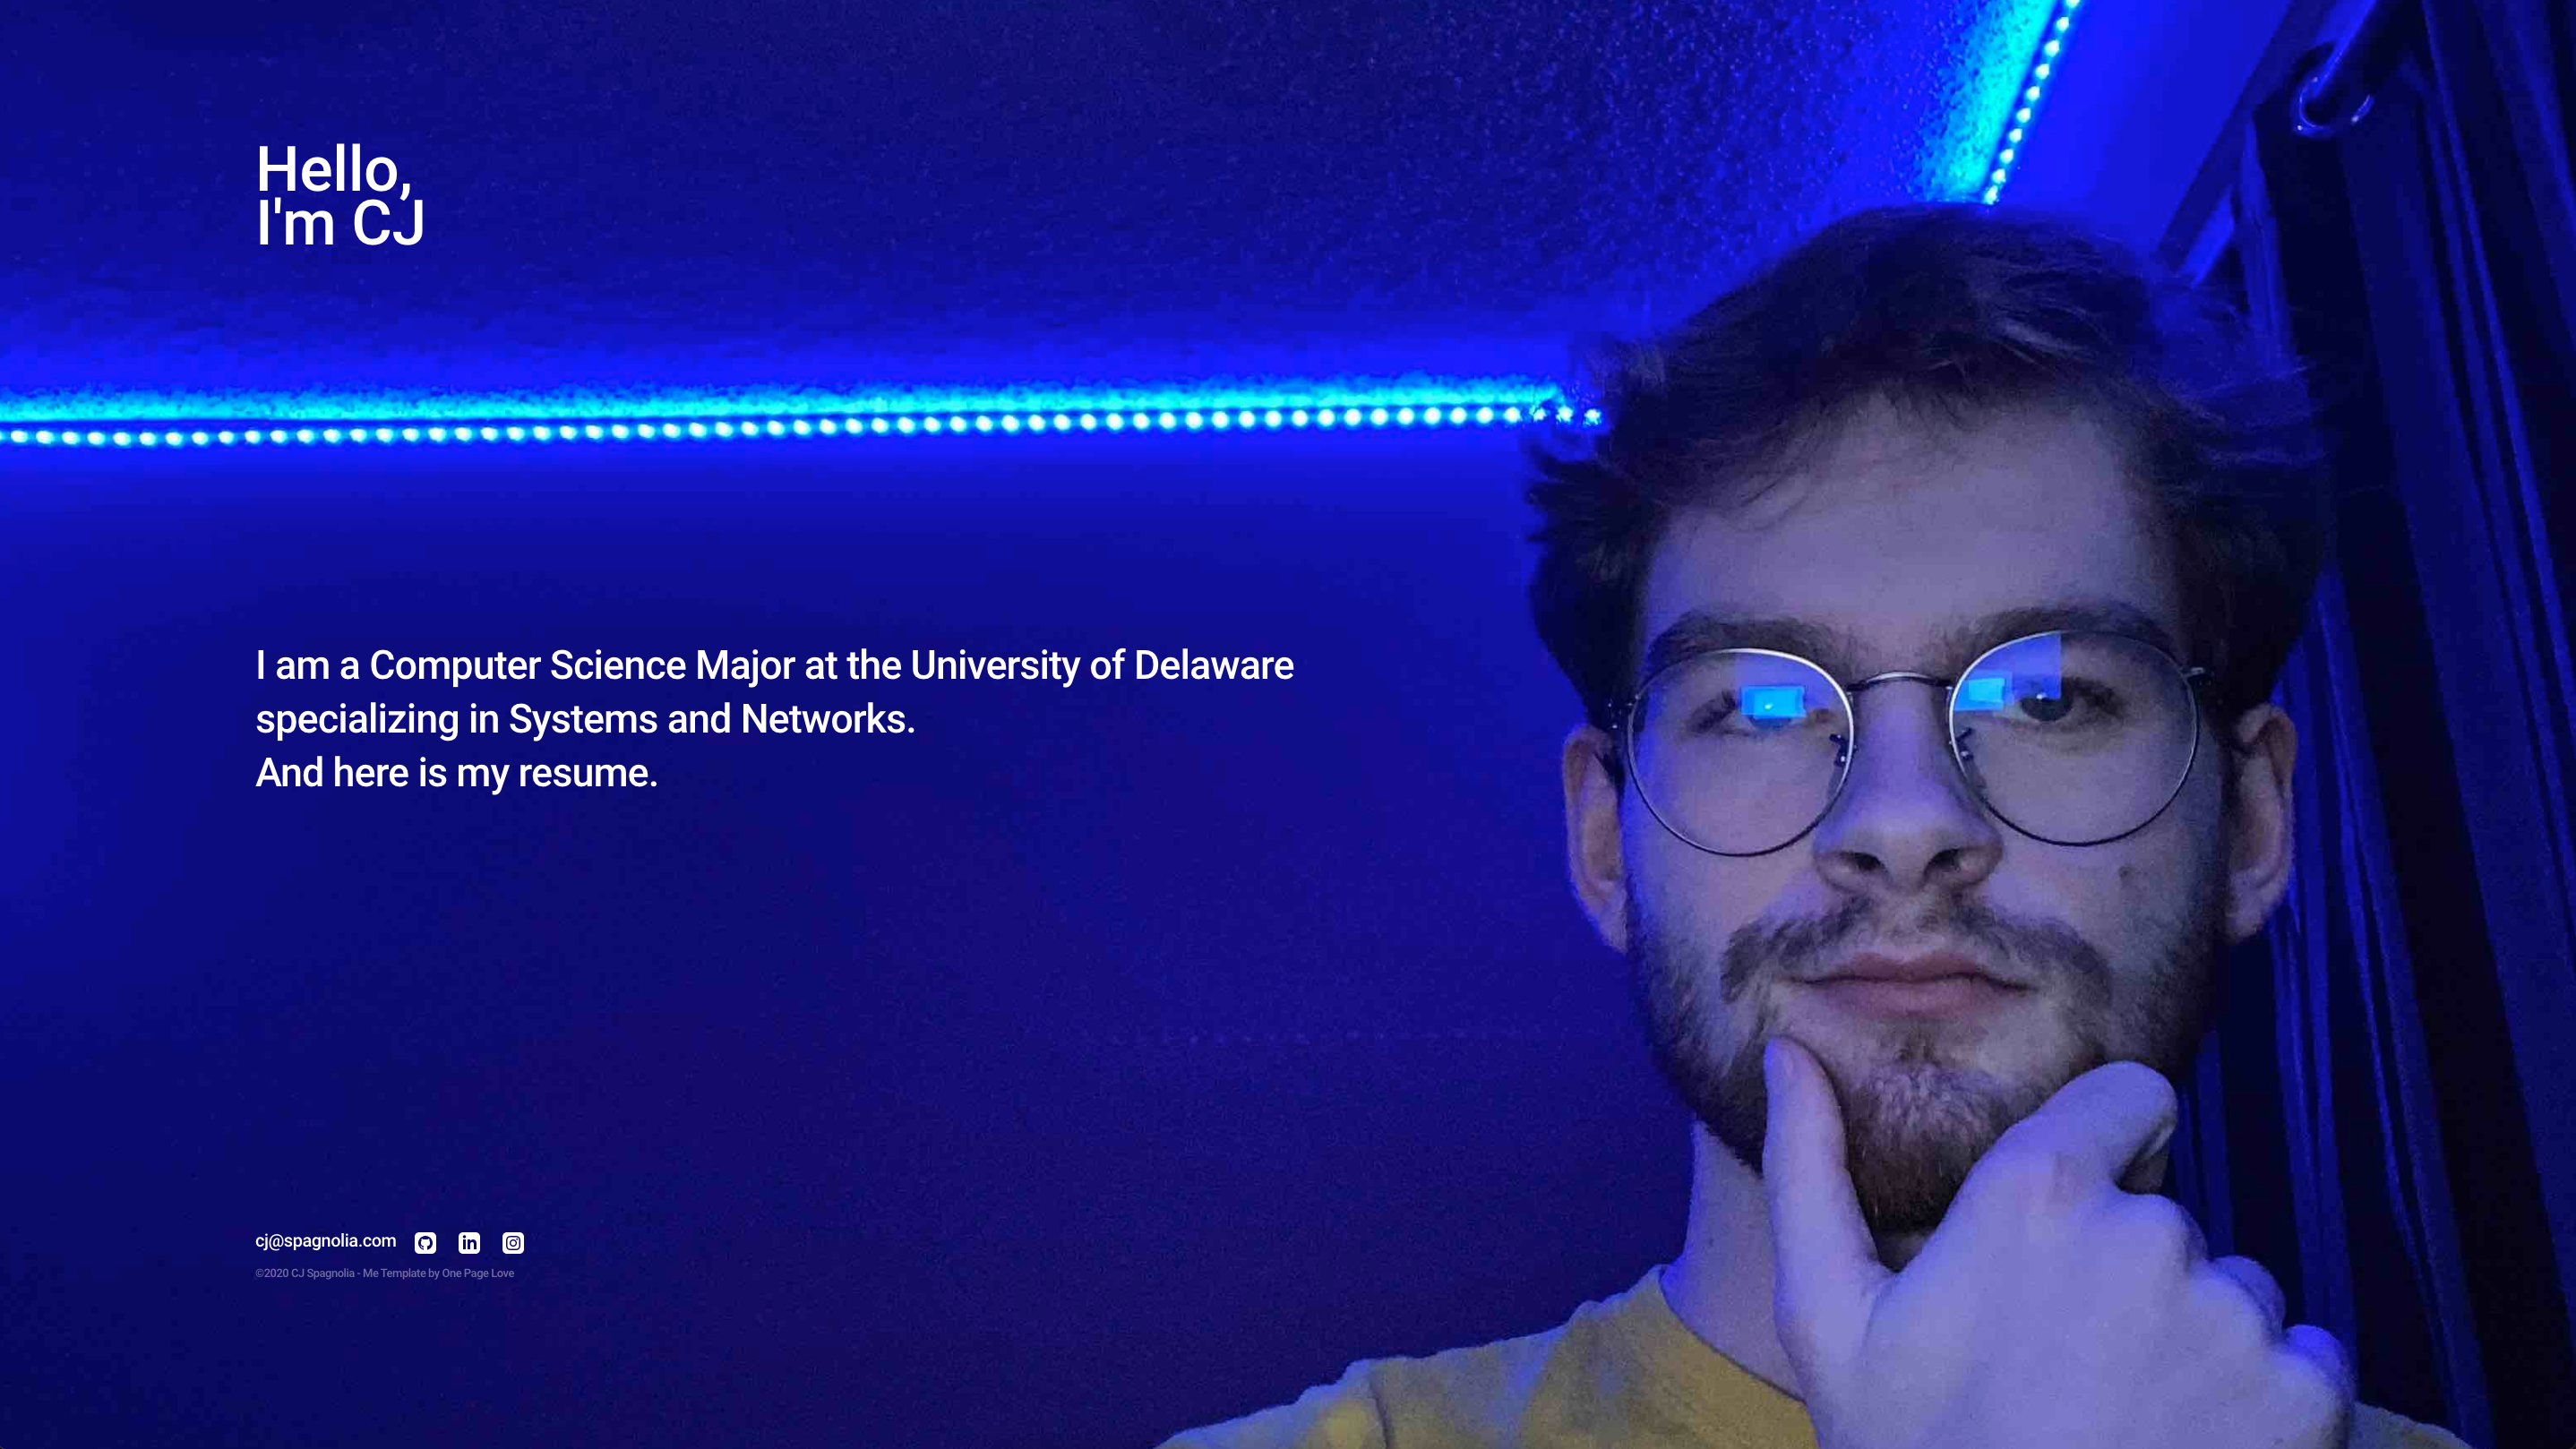 Hello,
I'm CJ
I am a Computer Science Major at the University of Delaware
specializing in Systems and Networks.
And here is my resume.
cj@spagnolia.com
©2020 CJ Spagnolia - Me Template by One Page Love